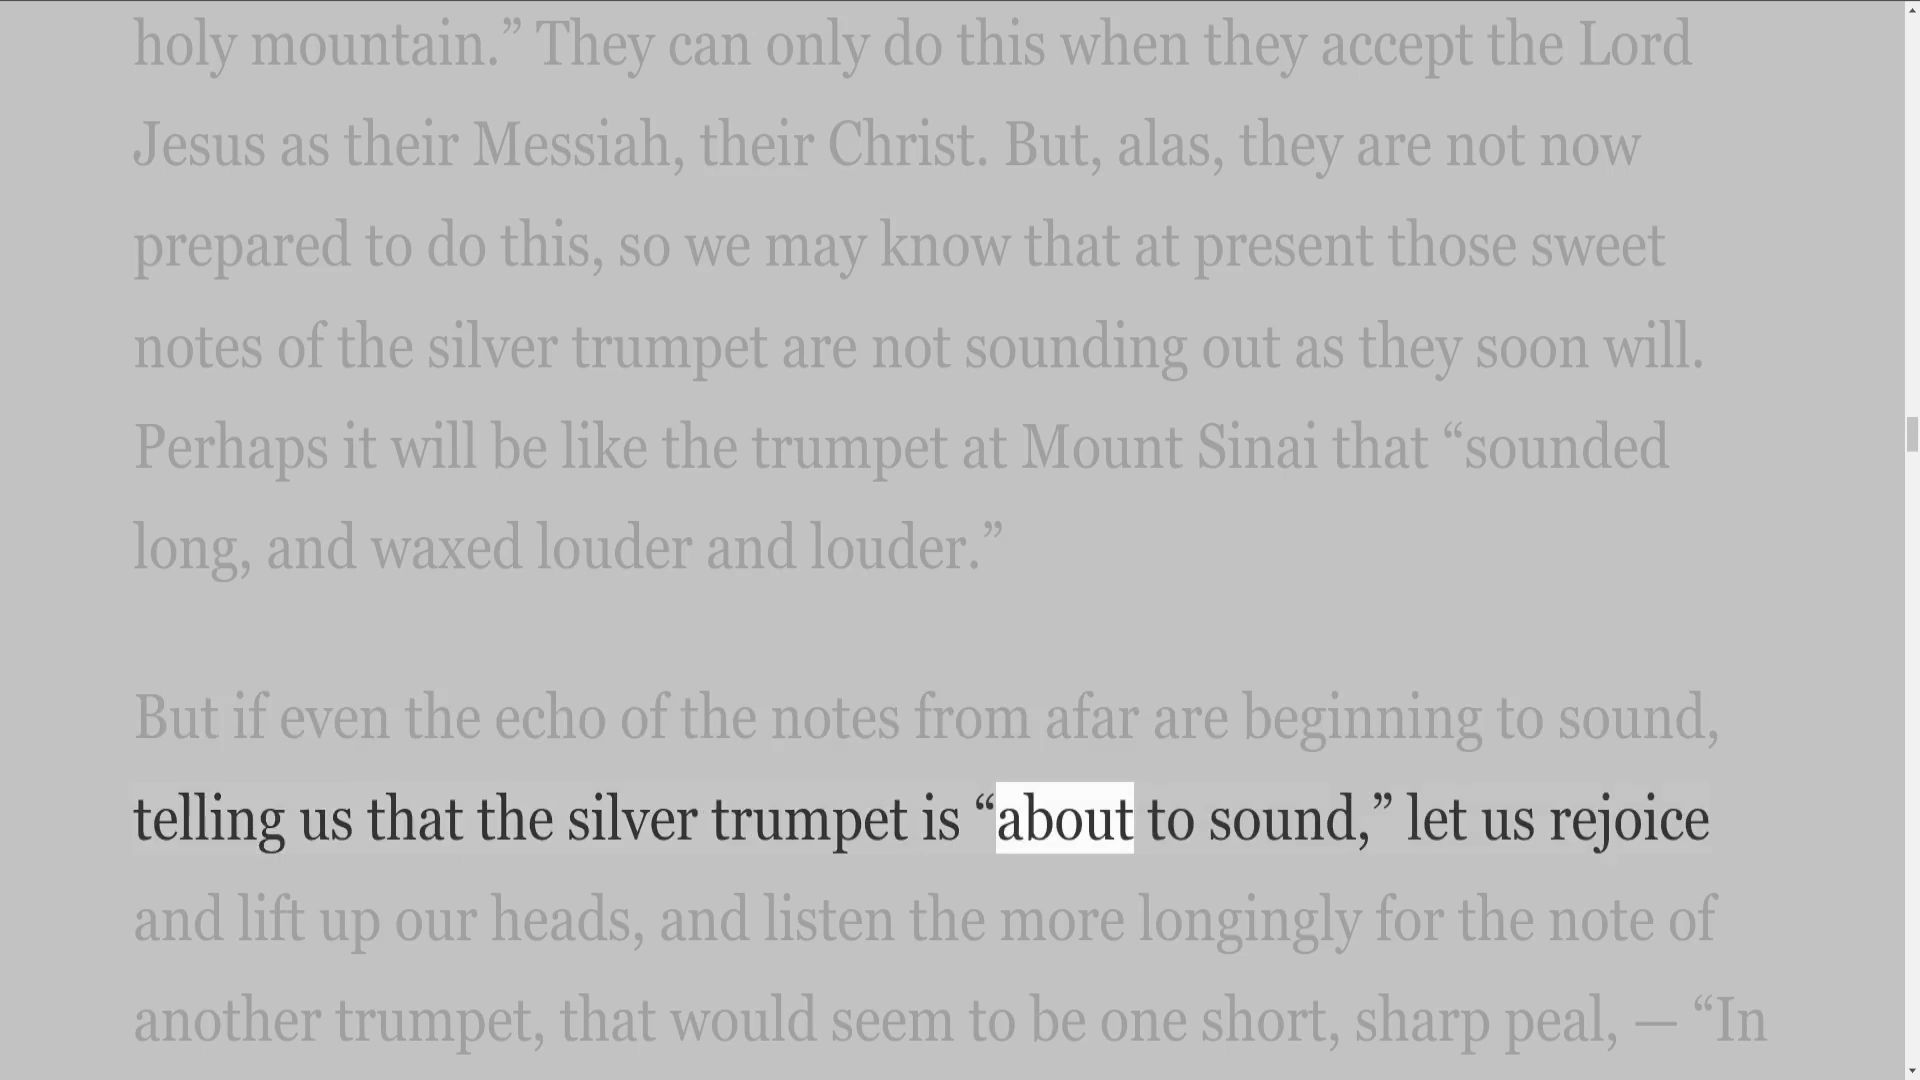 holy mountain.” They can only do this when they accept the Lord
Jesus as their Messiah, their Christ. But, alas, they are not now
prepared to do this, so we may know that at present those sweet
notes of the silver trumpet are not sounding out as they soon will.
Perhaps it will be like the trumpet at Mount Sinai that “sounded
long, and waxed louder and louder.”
But if even the echo of the notes from afar are beginning to sound,
telling us that the silver trumpet is “about to sound,” let us rejoice
and lift up our heads, and listen the more longingly for the note of
another trumpet, that would seem to be one short, sharp peal, — “In